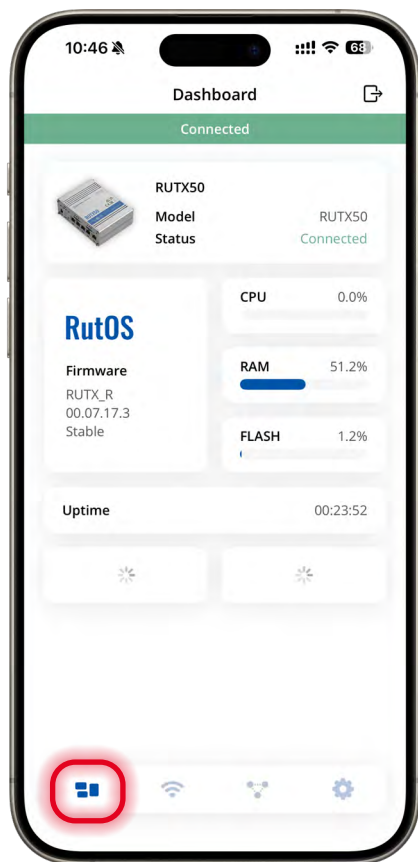 10:46
68
Dashboard
Connected
RUTX50
Model RUTX50
Status Connected
RutOS
Firmware
RUTX_R
00.07.17.3
Stable
CPU 0.0%
RAM 51.2%
FLASH 1.2%
Uptime 00:23:52